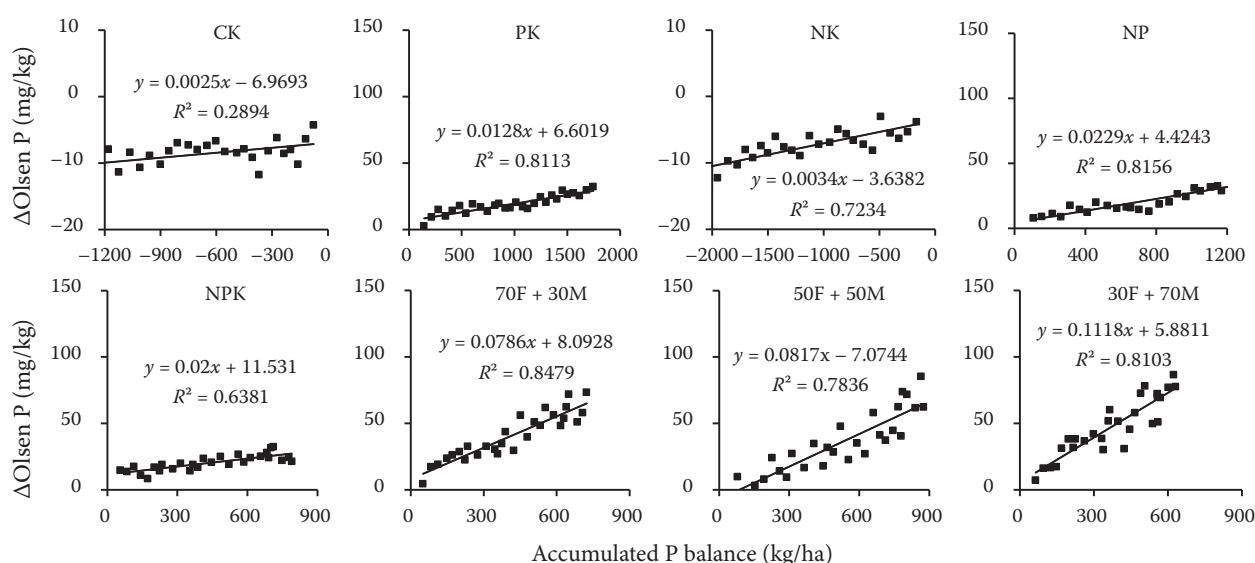 CK
ΔOlsen P (mg/kg)
10
0
−10
−20
y = 0.0025x − 6.9693
R² = 0.2894
−1200 −900 −600 −300 0
PK
150
100
50
0
y = 0.0128x + 6.6019
R² = 0.8113
0 500 1000 1500 2000
NK
10
0
−10
−20
y = 0.0034x − 3.6382
R² = 0.7234
−2000 −1500 −1000 −500 0
NP
150
100
50
0
y = 0.0229x + 4.4243
R² = 0.8156
0 400 800 1200
NPK
ΔOlsen P (mg/kg)
150
100
50
0
y = 0.02x + 11.531
R² = 0.6381
0 300 600 900
70F + 30M
150
100
50
0
y = 0.0786x + 8.0928
R² = 0.8479
0 300 600 900
50F + 50M
150
100
50
0
y = 0.0817x − 7.0744
R² = 0.7836
0 300 600 900
30F + 70M
150
100
50
0
y = 0.1118x + 5.8811
R² = 0.8103
0 300 600 900
Accumulated P balance (kg/ha)